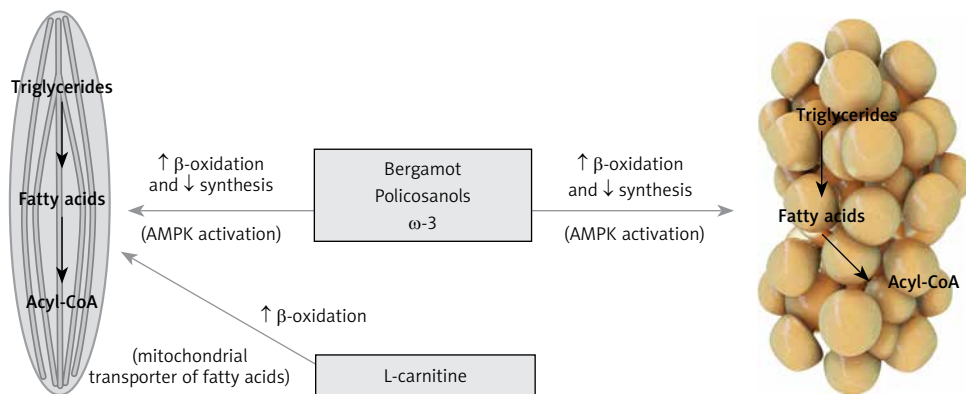 Triglycerides
Fatty acids
Acyl-CoA
↑ β-oxidation
and ↓ synthesis
(AMPK activation)
Bergamot
Policosanols
ω-3
↑ β-oxidation
and ↓ synthesis
(AMPK activation)
Triglycerides
Fatty acids
Acyl-CoA
↑ β-oxidation
(mitochondrial
transporter of fatty acids)
L-carnitine